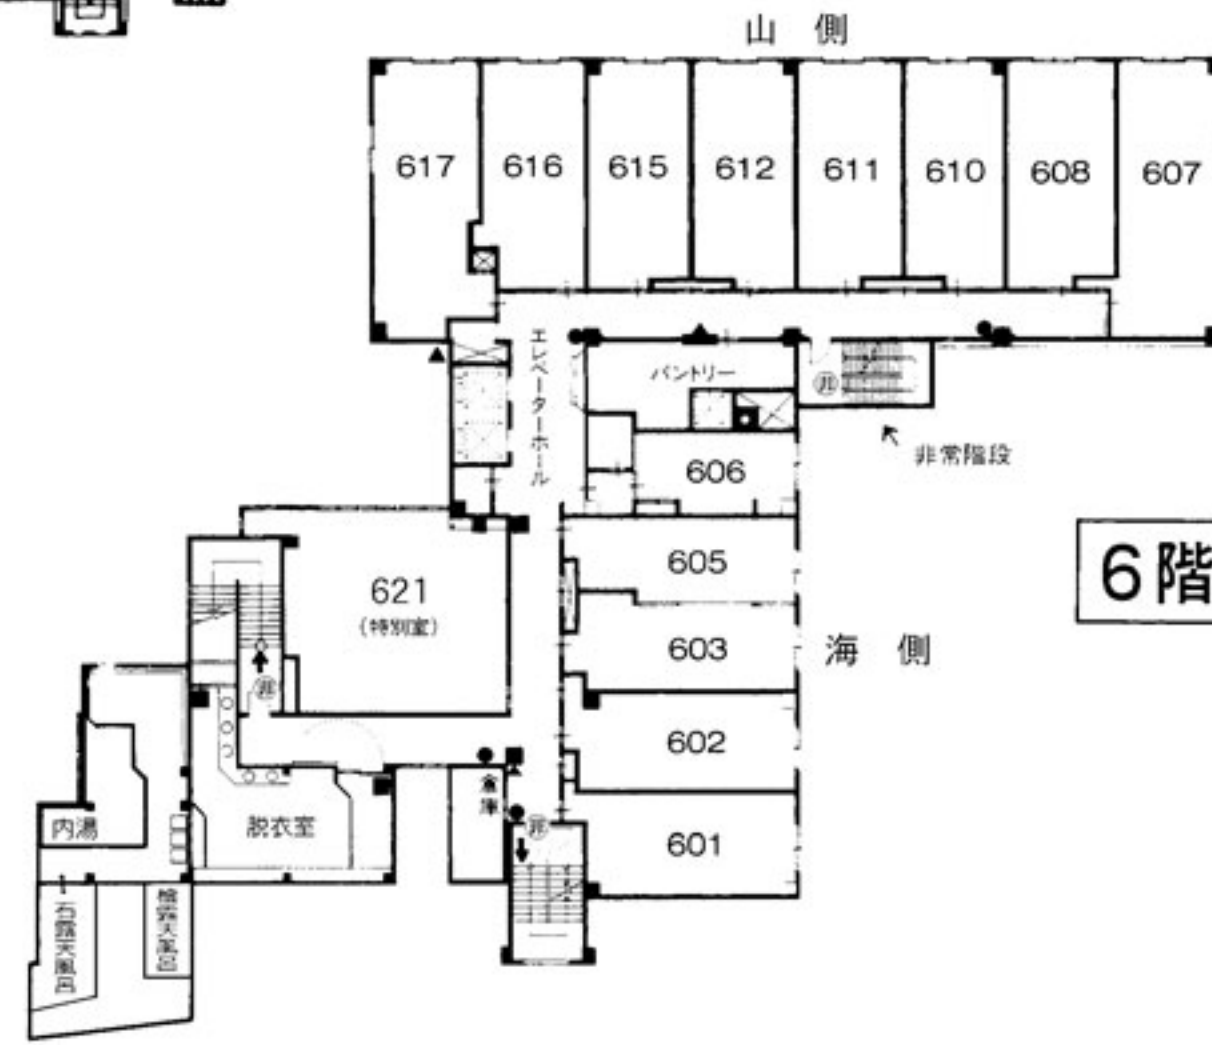 山側
617
616
615
612
611
610
608
607
エレベーターホール
パントリー
非
非常階段
606
605
6階
621
(特別室)
603
海側
非
602
倉庫
脱衣室
内湯
非
601
石露天風呂
檜露天風呂